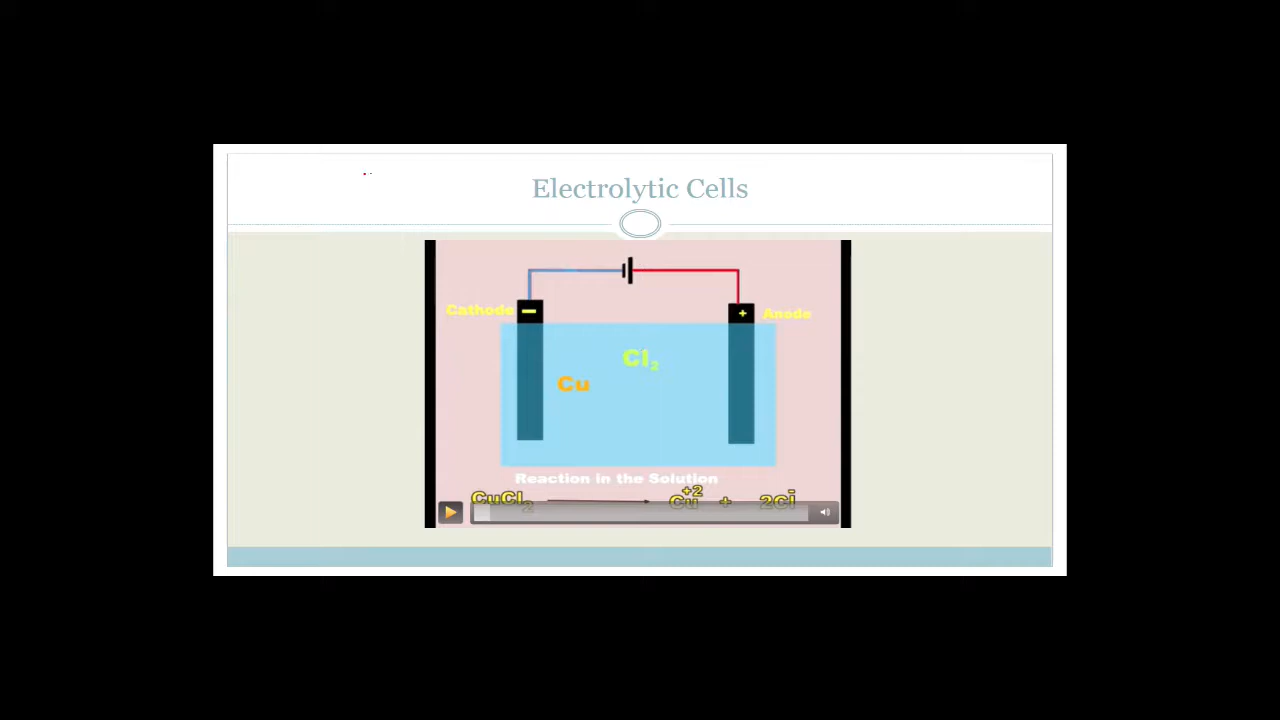 Electrolytic Cells
Cathode
−
+
Anode
Cl₂
Cu
Reaction in the Solution
CuCl₂ → Cu⁺² + 2Cl⁻